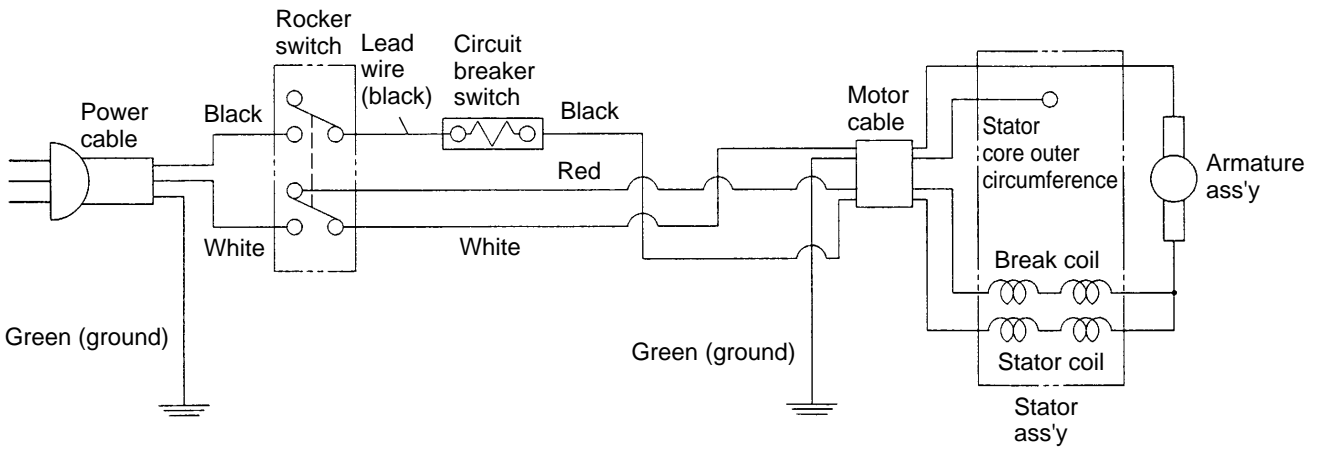 Rocker
switch
Lead
wire
(black)
Circuit
breaker
switch
Power
cable
Black
Black
Motor
cable
Stator
core outer
circumference
Armature
ass'y
Red
White
White
Break coil
Green (ground)
Green (ground)
Stator coil
Stator
ass'y